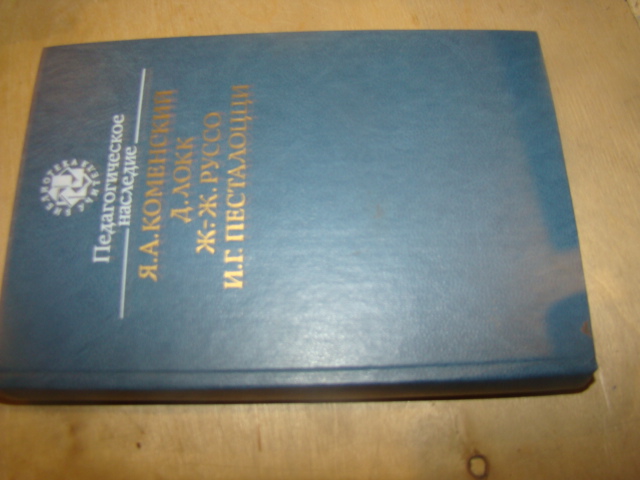 Педагогическое
наследие
Я.А.КОМЕНСКИЙ
Д.ЛОКК
Ж.-Ж.РУССО
И.Г.ПЕСТАЛОЦЦИ